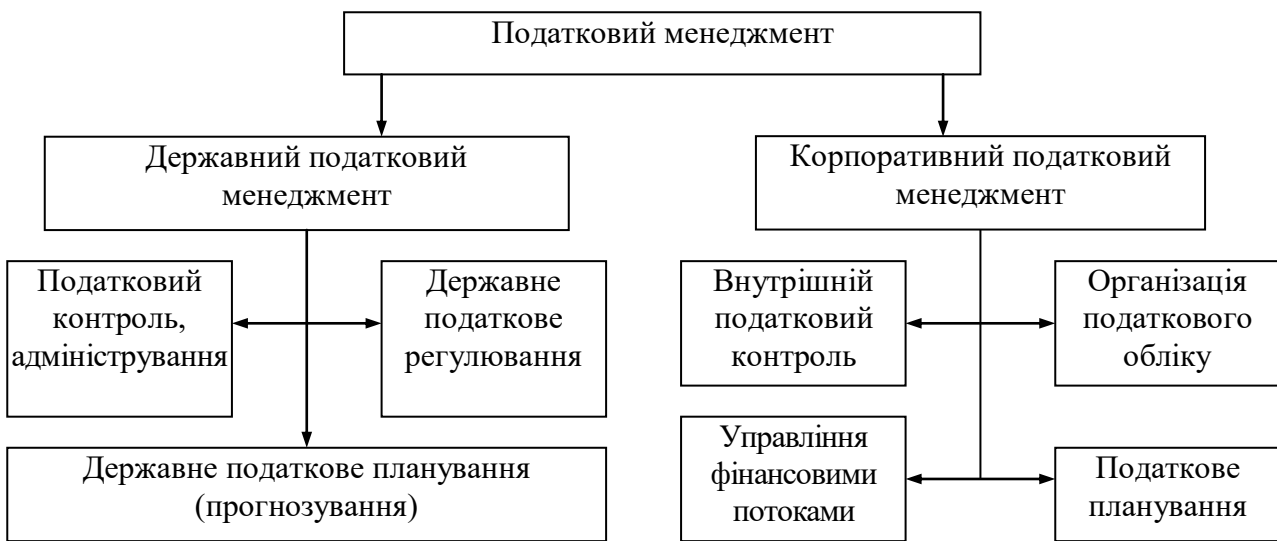 Податковий менеджмент
Державний податковий
менеджмент
Корпоративний податковий
менеджмент
Податковий
контроль,
адміністрування
Державне
податкове
регулювання
Внутрішній
податковий
контроль
Організація
податкового
обліку
Державне податкове планування
(прогнозування)
Управління
фінансовими
потоками
Податкове
планування